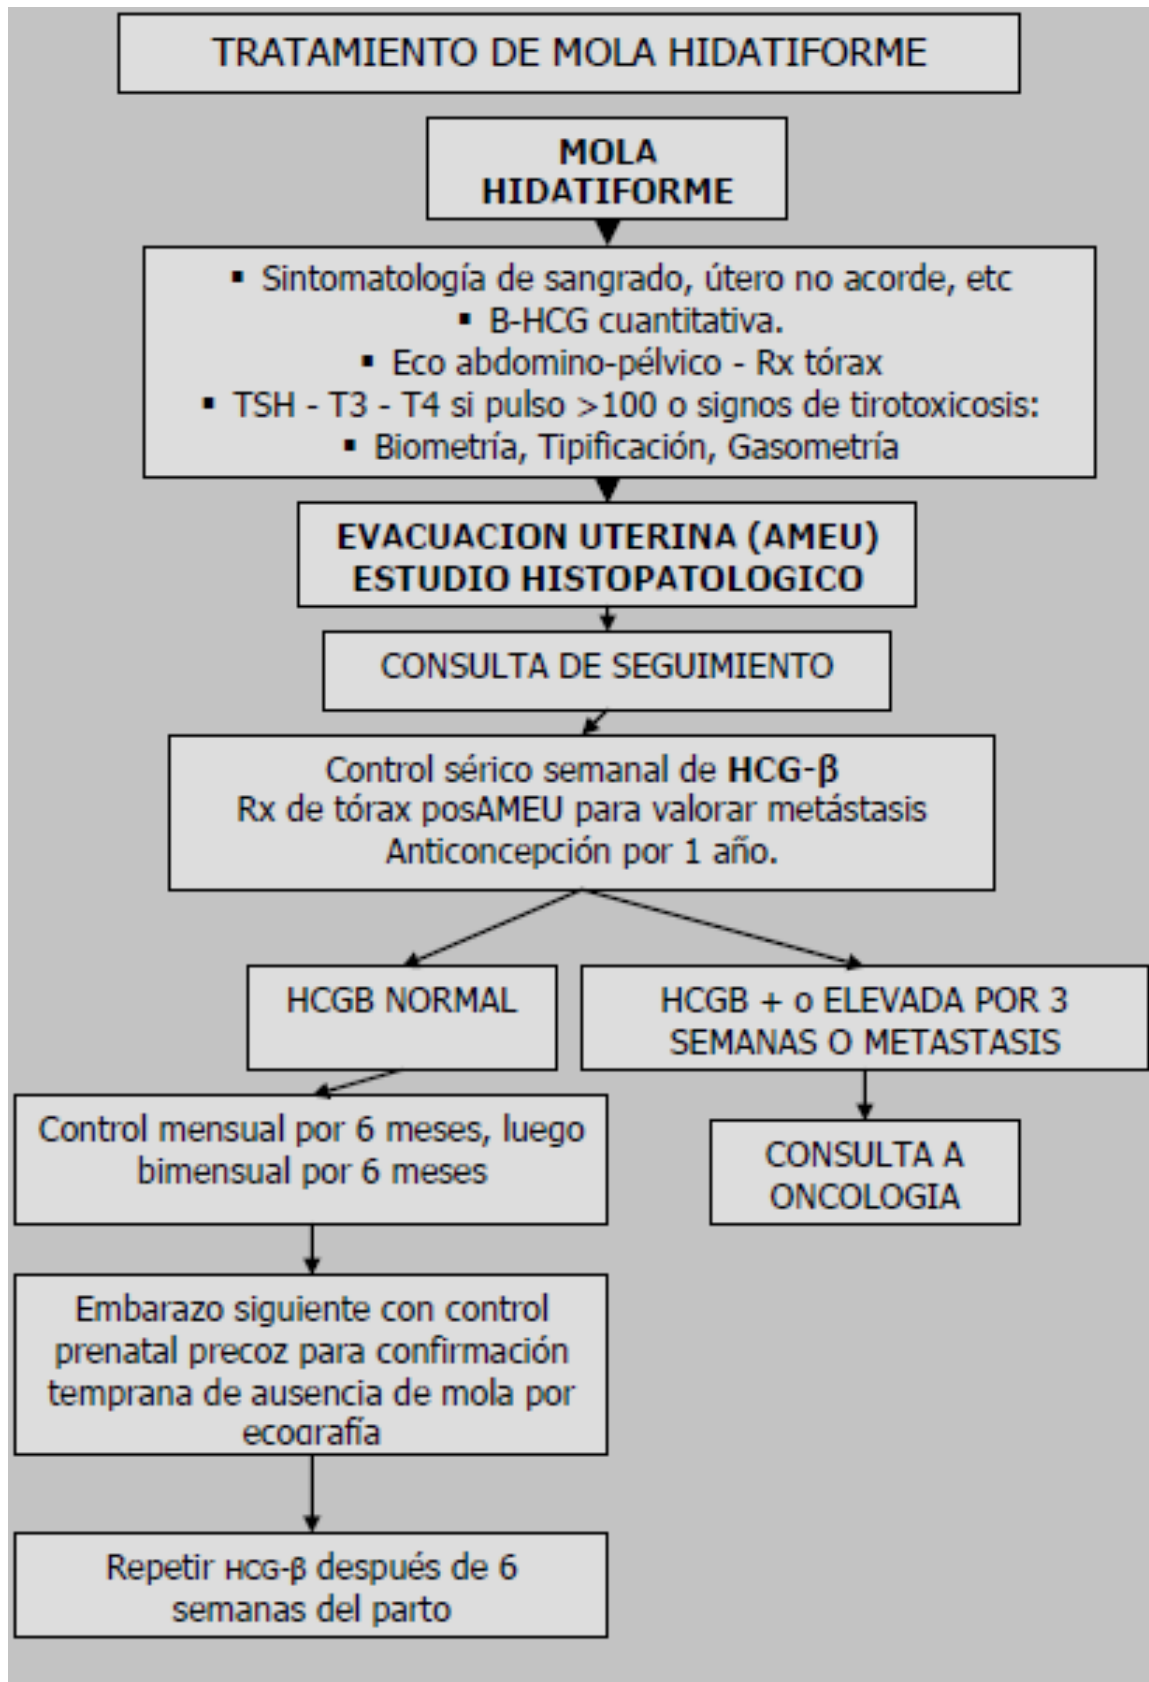 TRATAMIENTO DE MOLA HIDATIFORME
MOLA
HIDATIFORME
▪ Sintomatología de sangrado, útero no acorde, etc
▪ B-HCG cuantitativa.
▪ Eco abdomino-pélvico - Rx tórax
▪ TSH - T3 - T4 si pulso >100 o signos de tirotoxicosis:
▪ Biometría, Tipificación, Gasometría
EVACUACION UTERINA (AMEU)
ESTUDIO HISTOPATOLOGICO
CONSULTA DE SEGUIMIENTO
Control sérico semanal de HCG-β
Rx de tórax posAMEU para valorar metástasis
Anticoncepción por 1 año.
HCGB NORMAL
HCGB + o ELEVADA POR 3
SEMANAS O METASTASIS
Control mensual por 6 meses, luego
bimensual por 6 meses
CONSULTA A
ONCOLOGIA
Embarazo siguiente con control
prenatal precoz para confirmación
temprana de ausencia de mola por
ecografía
Repetir HCG-β después de 6
semanas del parto